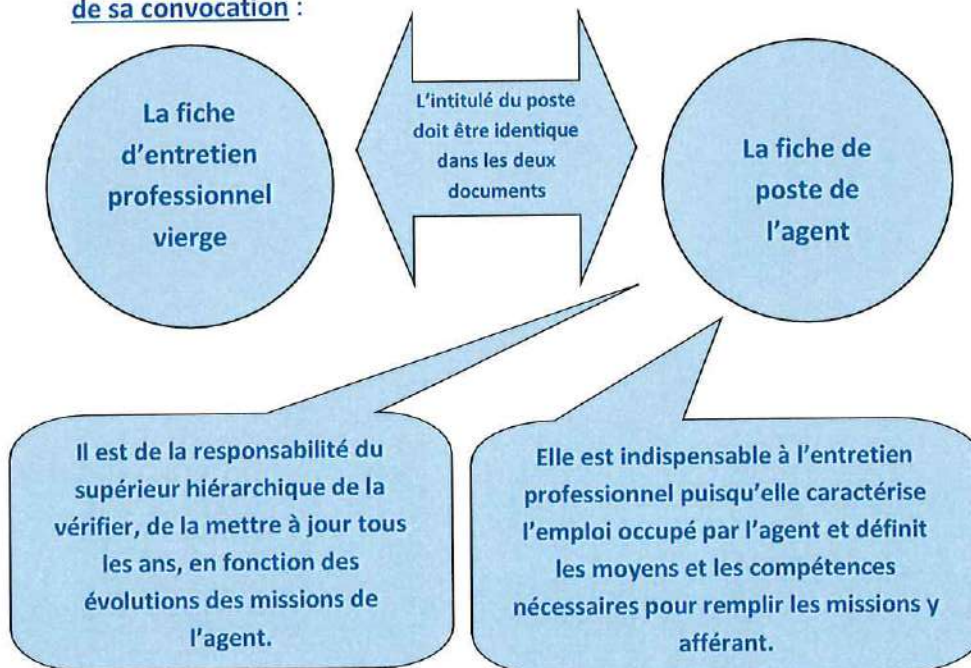 de sa convocation :
La fiche
d'entretien
professionnel
vierge
L'intitulé du poste
doit être identique
dans les deux
documents
La fiche de
poste de
l'agent
Il est de la responsabilité du
supérieur hiérarchique de la
vérifier, de la mettre à jour tous
les ans, en fonction des
évolutions des missions de
l'agent.
Elle est indispensable à l'entretien
professionnel puisqu'elle caractérise
l'emploi occupé par l'agent et définit
les moyens et les compétences
nécessaires pour remplir les missions y
afférant.